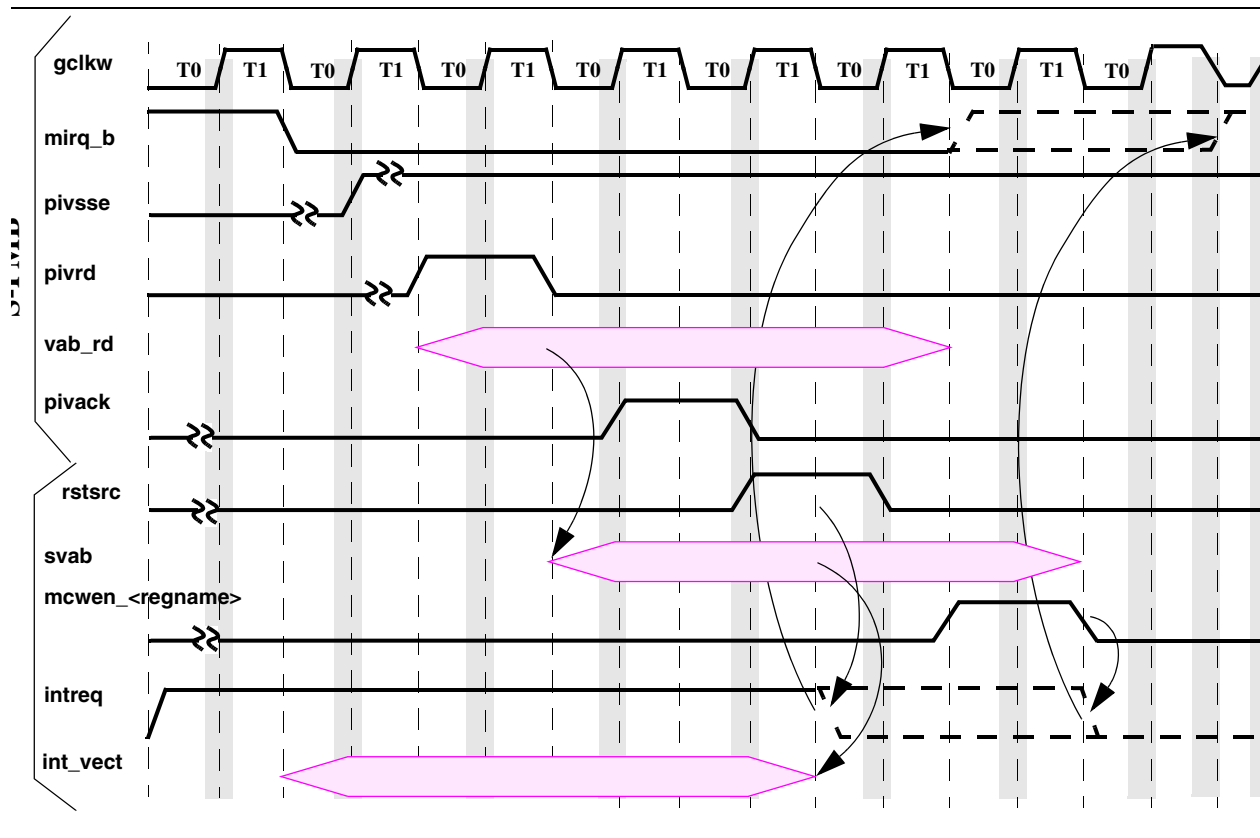 gclkw T0 T1 T0 T1 T0 T1 T0 T1 T0 T1 T0 T1 T0 T1 T0
mirq_b
pivsse
pivrd
vab_rd
pivack
rstsrc
svab
mcwen_<regname>
intreq
int_vect